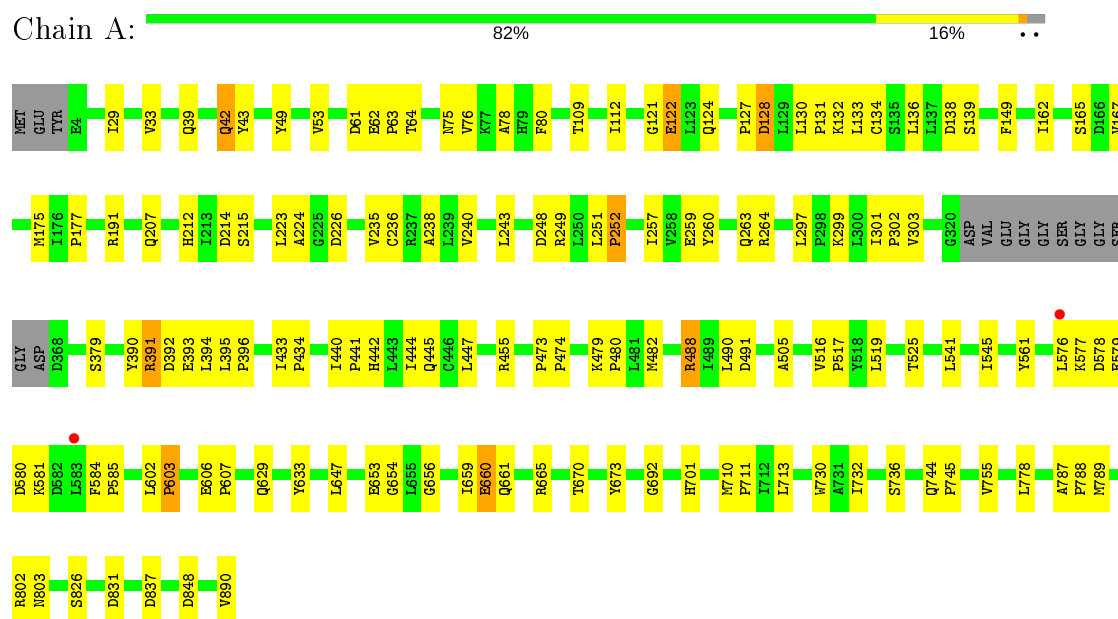 Chain A:
82% 16% • •
MET GLU TYR E4 I29 V33 Q39 Q42 Y43 Y49 V53 D61 E62 P63 T64 N75 V76 K77 A78 H79 F80 T109 I112 G121 E122 L123 Q124 P127 D128 L129 L130 P131 K132 L133 C134 S135 L136 L137 D138 S139 F149 I162 S165 D166 V167
M175 I176 P177 R191 Q207 H212 I213 D214 S215 L223 A224 G225 D226 V235 C236 R237 A238 L239 V240 L243 D248 R249 L250 L251 P252 I257 V258 E259 Y260 Q263 R264 L297 P298 K299 L300 I301 P302 V303 G320 ASP VAL GLU GLY GLY SER GLY GLY SER
GLY ASP D368 S379 Y390 R391 D392 E393 L394 L395 P396 I433 P434 I440 P441 H442 L443 I444 Q445 C446 L447 R455 P473 P474 K479 P480 L481 M482 R488 I489 L490 D491 A505 V516 P517 Y518 L519 T525 L541 I545 Y561 L576 K577 D578 E579
D580 K581 D582 L583 F584 P585 L602 P603 E606 P607 Q629 Y633 L647 E653 G654 L655 G656 I659 E660 Q661 R665 T670 Y673 G692 H701 M710 P711 I712 L713 W730 A731 I732 S736 Q744 P745 V755 L778 A787 P788 M789
R802 N803 S826 D831 D837 D848 V890